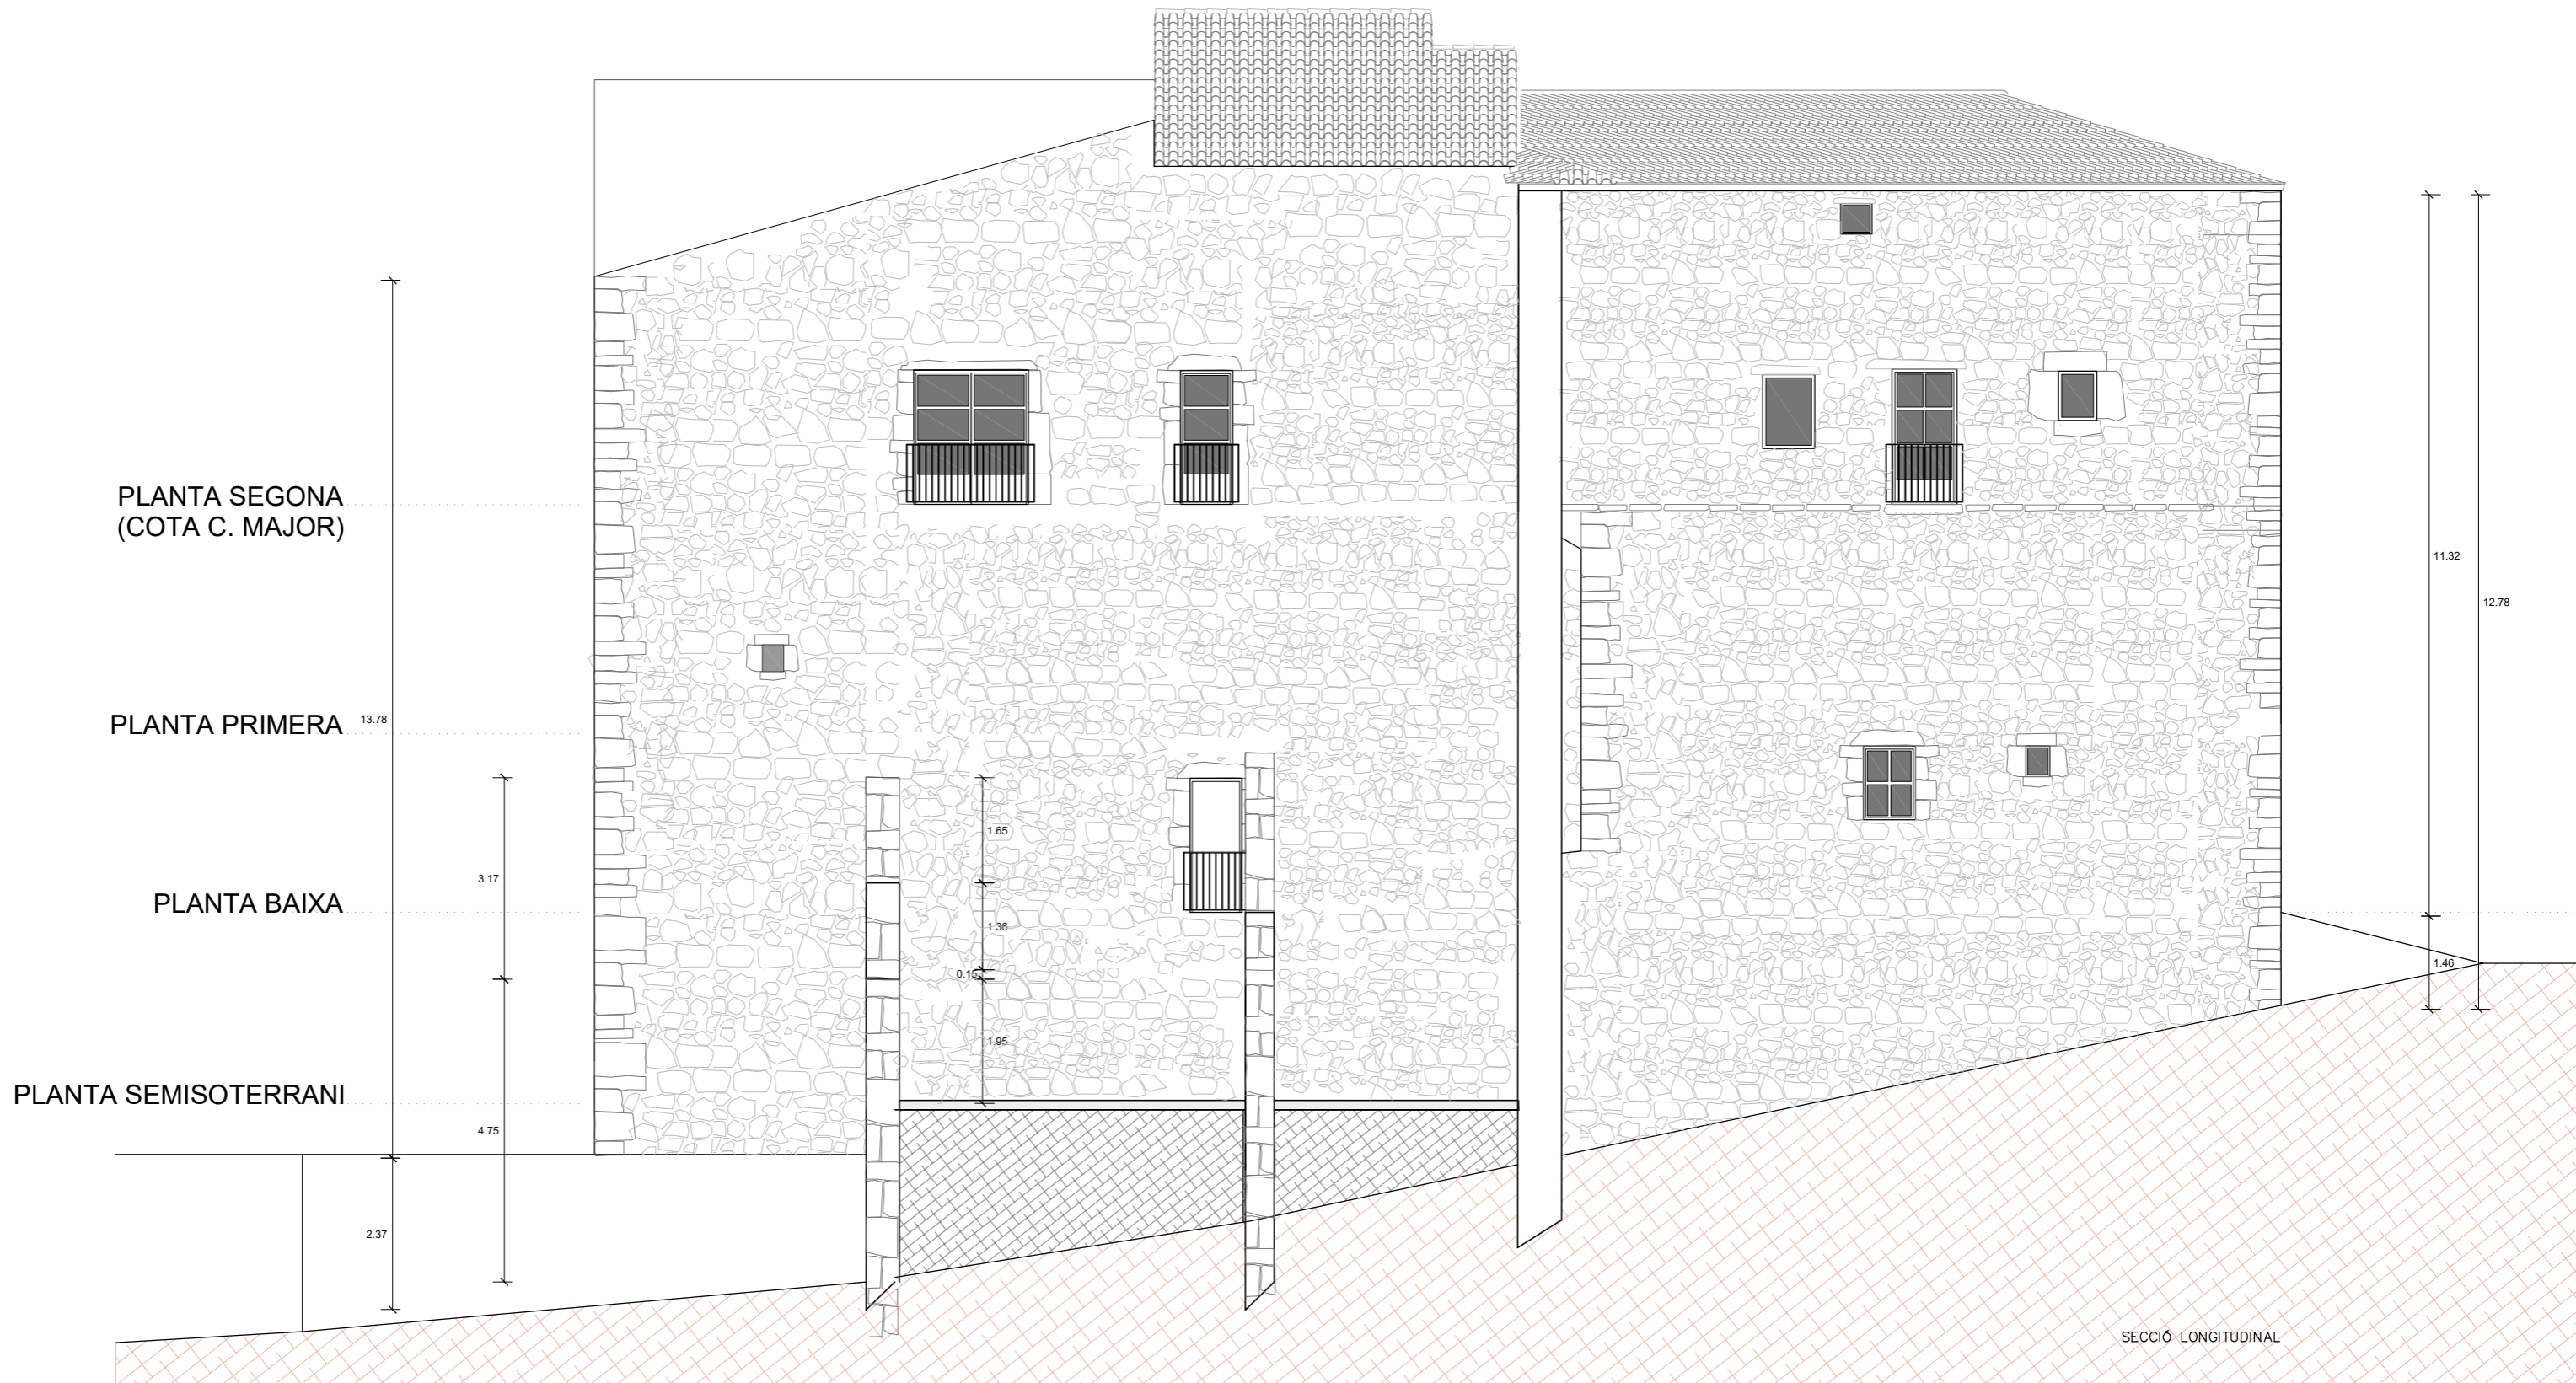 PLANTA SEGONA
(COTA C. MAJOR)
11.32
12.78
PLANTA PRIMERA
13.78
1.65
3.17
PLANTA BAIXA
1.36
1.46
0.15
1.95
PLANTA SEMISOTERRANI
4.75
2.37
SECCIÓ LONGITUDINAL